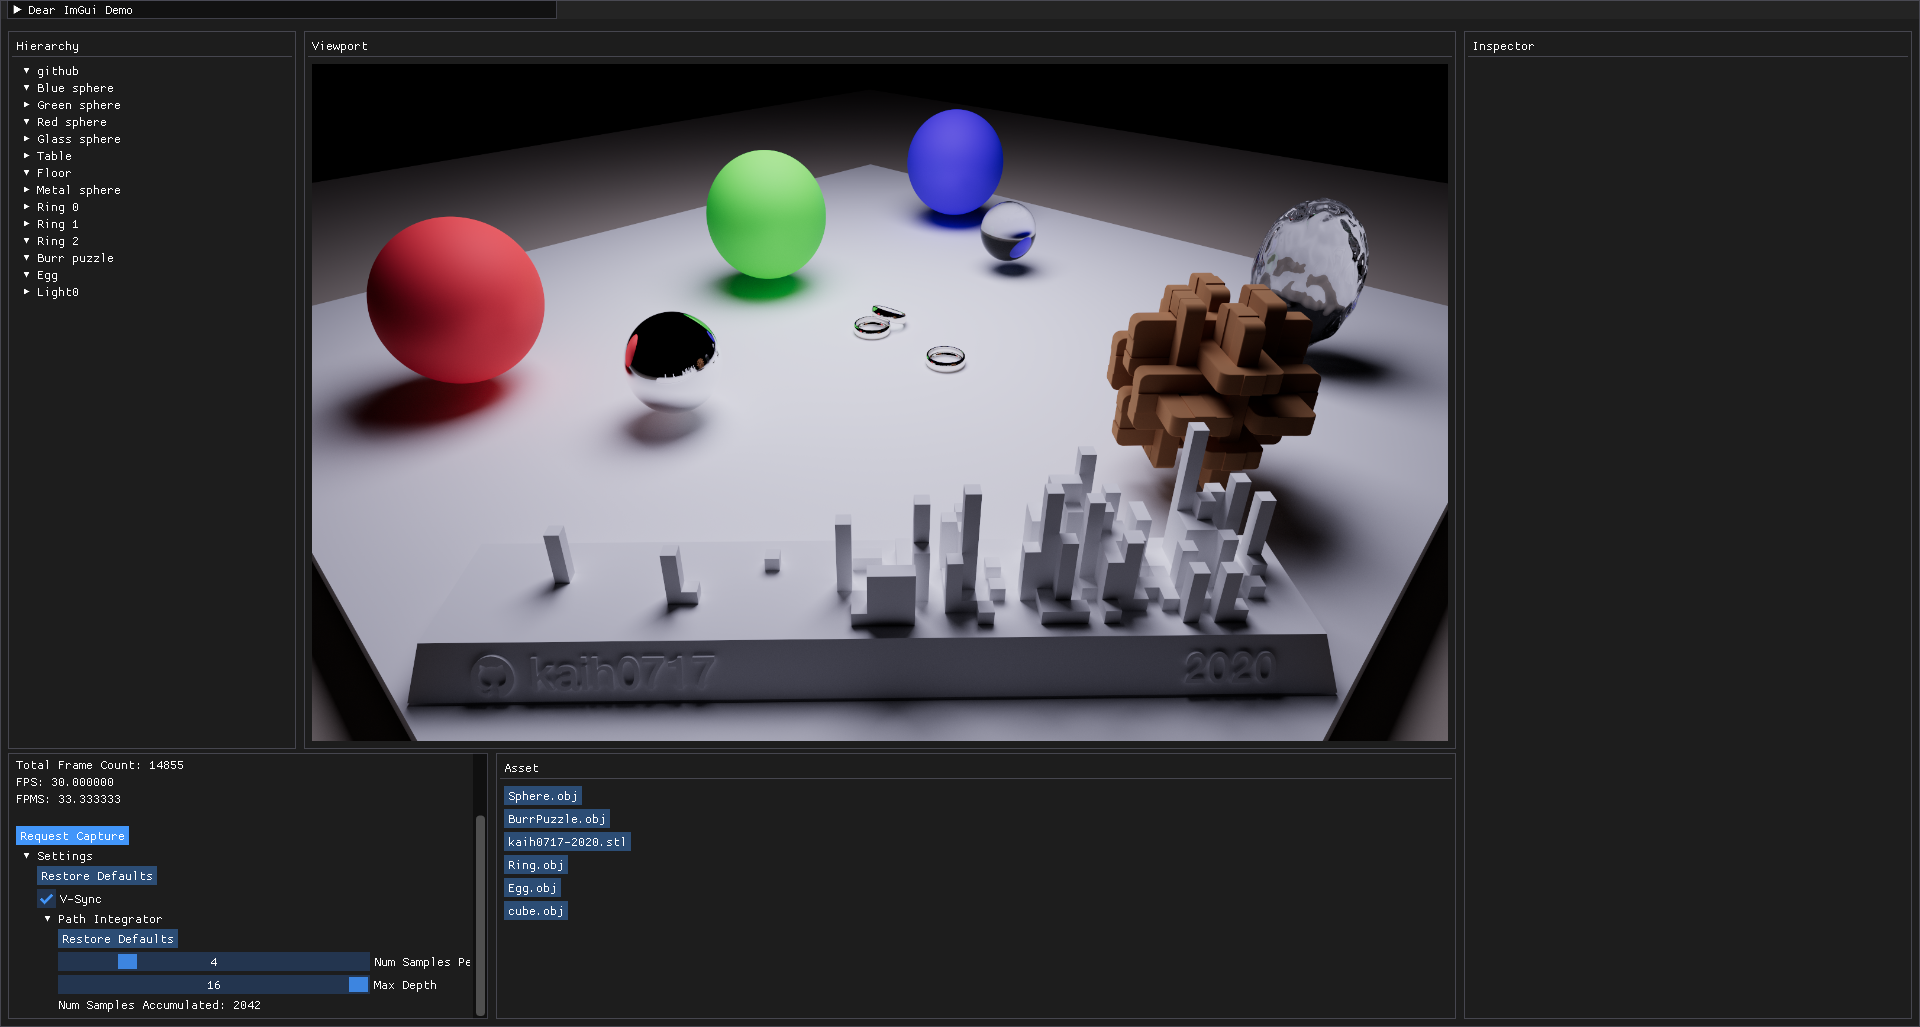 Dear ImGui Demo
Hierarchy
github
Blue sphere
Green sphere
Red sphere
Glass sphere
Table
Floor
Metal sphere
Ring 0
Ring 1
Ring 2
Burr puzzle
Egg
Light0
Viewport
kaih0717
2020
Inspector
Total Frame Count: 14855
FPS: 30.000000
FPMS: 33.333333
Request Capture
Settings
Restore Defaults
V-Sync
Path Integrator
Restore Defaults
4 Num Samples Pe
16 Max Depth
Num Samples Accumulated: 2042
Asset
Sphere.obj
BurrPuzzle.obj
kaih0717-2020.stl
Ring.obj
Egg.obj
cube.obj